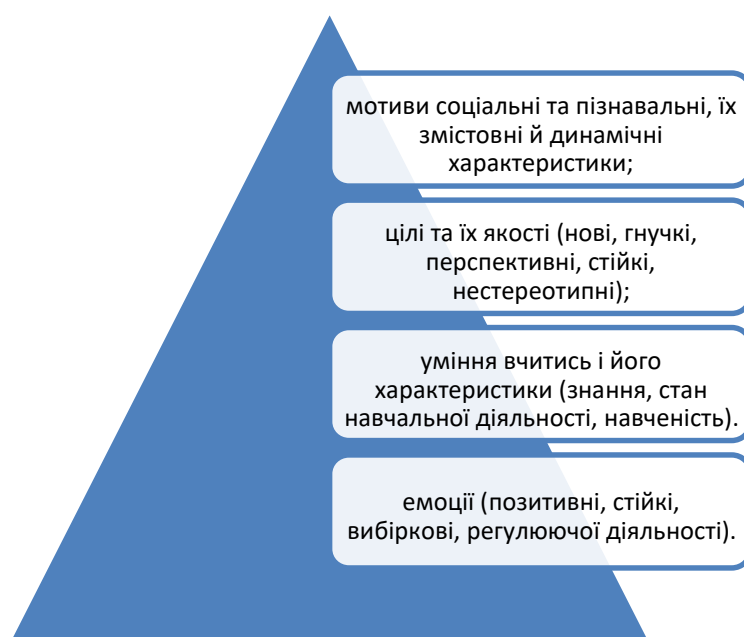 мотиви соціальні та пізнавальні, їх
змістовні й динамічні
характеристики;
цілі та їх якості (нові, гнучкі,
перспективні, стійкі,
нестереотипні);
уміння вчитись і його
характеристики (знання, стан
навчальної діяльності, навченість).
емоції (позитивні, стійкі,
вибіркові, регулюючої діяльності).